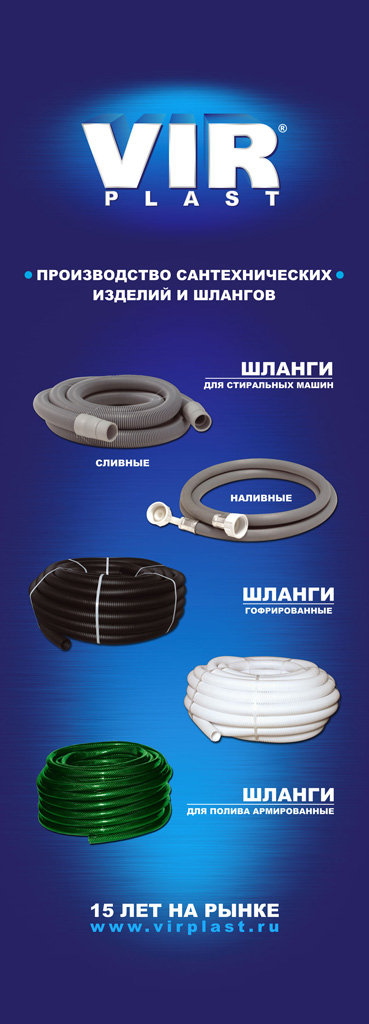 VIR®
PLAST
• ПРОИЗВОДСТВО САНТЕХНИЧЕСКИХ •
ИЗДЕЛИЙ И ШЛАНГОВ
ШЛАНГИ
ДЛЯ СТИРАЛЬНЫХ МАШИН
СЛИВНЫЕ
НАЛИВНЫЕ
ШЛАНГИ
ГОФРИРОВАННЫЕ
ШЛАНГИ
ДЛЯ ПОЛИВА АРМИРОВАННЫЕ
15 ЛЕТ НА РЫНКЕ
www.virplast.ru